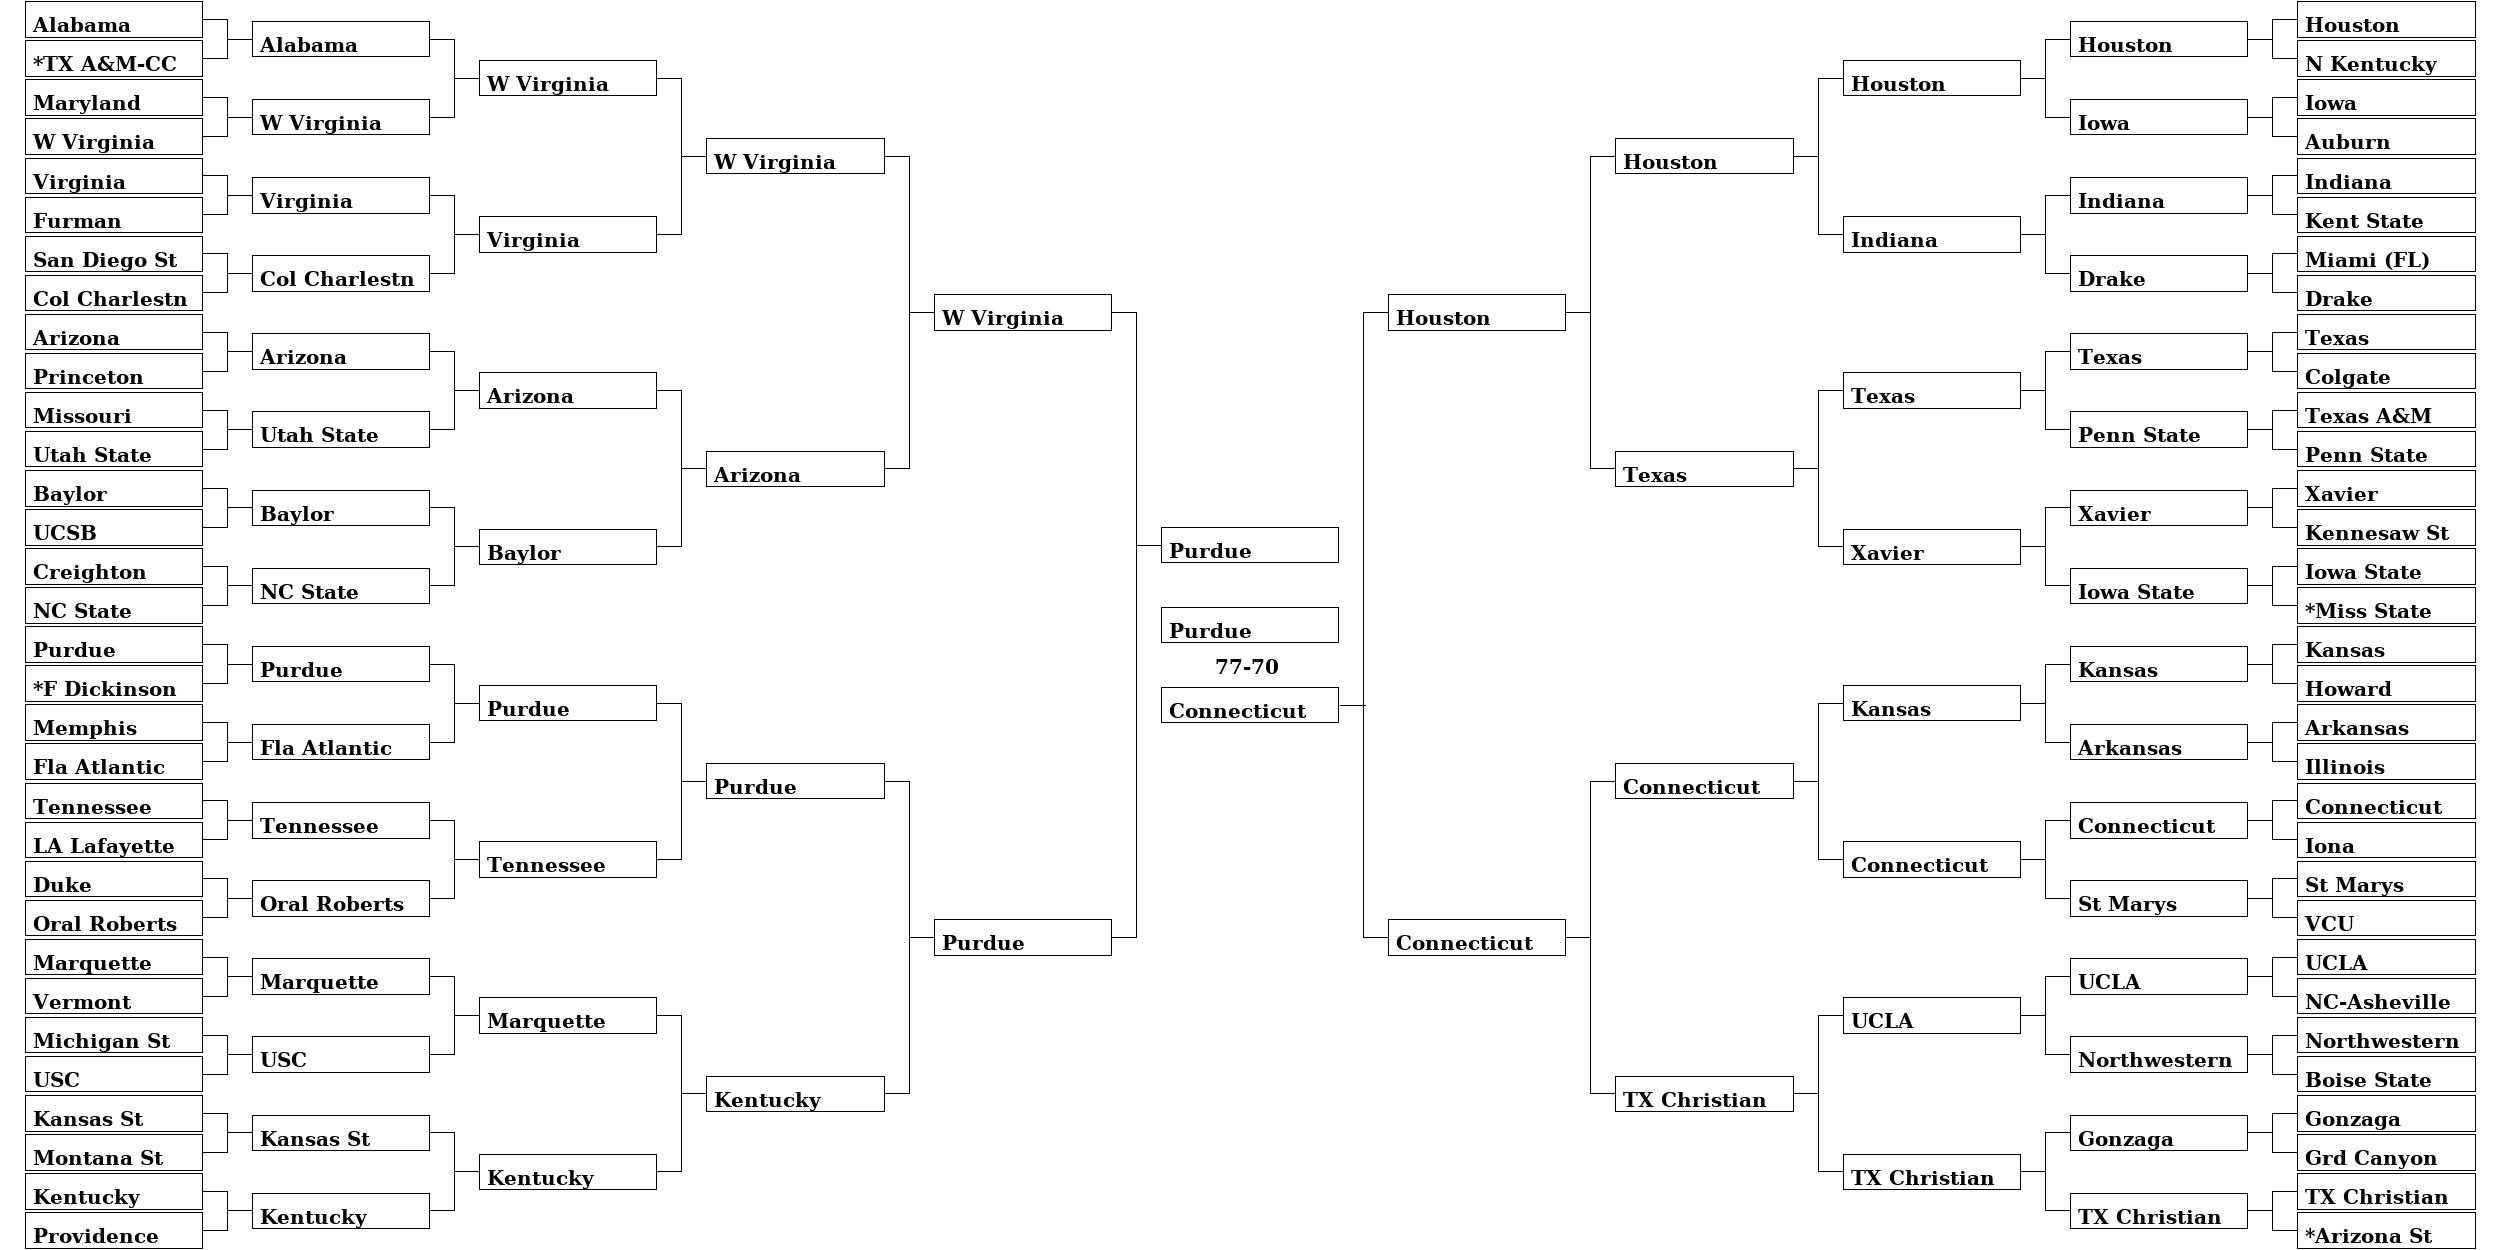 Alabama
*TX A&M-CC
Maryland
W Virginia
Virginia
Furman
San Diego St
Col Charlestn
Arizona
Princeton
Missouri
Utah State
Baylor
UCSB
Creighton
NC State
Purdue
*F Dickinson
Memphis
Fla Atlantic
Tennessee
LA Lafayette
Duke
Oral Roberts
Marquette
Vermont
Michigan St
USC
Kansas St
Montana St
Kentucky
Providence
Alabama
W Virginia
Virginia
Col Charlestn
Arizona
Utah State
Baylor
NC State
Purdue
Fla Atlantic
Tennessee
Oral Roberts
Marquette
USC
Kansas St
Kentucky
W Virginia
Virginia
Arizona
Baylor
Purdue
Tennessee
Marquette
Kentucky
W Virginia
Arizona
Purdue
Kentucky
W Virginia
Purdue
Purdue
Purdue
77-70
Connecticut
Houston
Connecticut
Houston
Texas
Connecticut
TX Christian
Houston
Indiana
Texas
Xavier
Kansas
Connecticut
UCLA
TX Christian
Houston
Iowa
Indiana
Drake
Texas
Penn State
Xavier
Iowa State
Kansas
Arkansas
Connecticut
St Marys
UCLA
Northwestern
Gonzaga
TX Christian
Houston
N Kentucky
Iowa
Auburn
Indiana
Kent State
Miami (FL)
Drake
Texas
Colgate
Texas A&M
Penn State
Xavier
Kennesaw St
Iowa State
*Miss State
Kansas
Howard
Arkansas
Illinois
Connecticut
Iona
St Marys
VCU
UCLA
NC-Asheville
Northwestern
Boise State
Gonzaga
Grd Canyon
TX Christian
*Arizona St